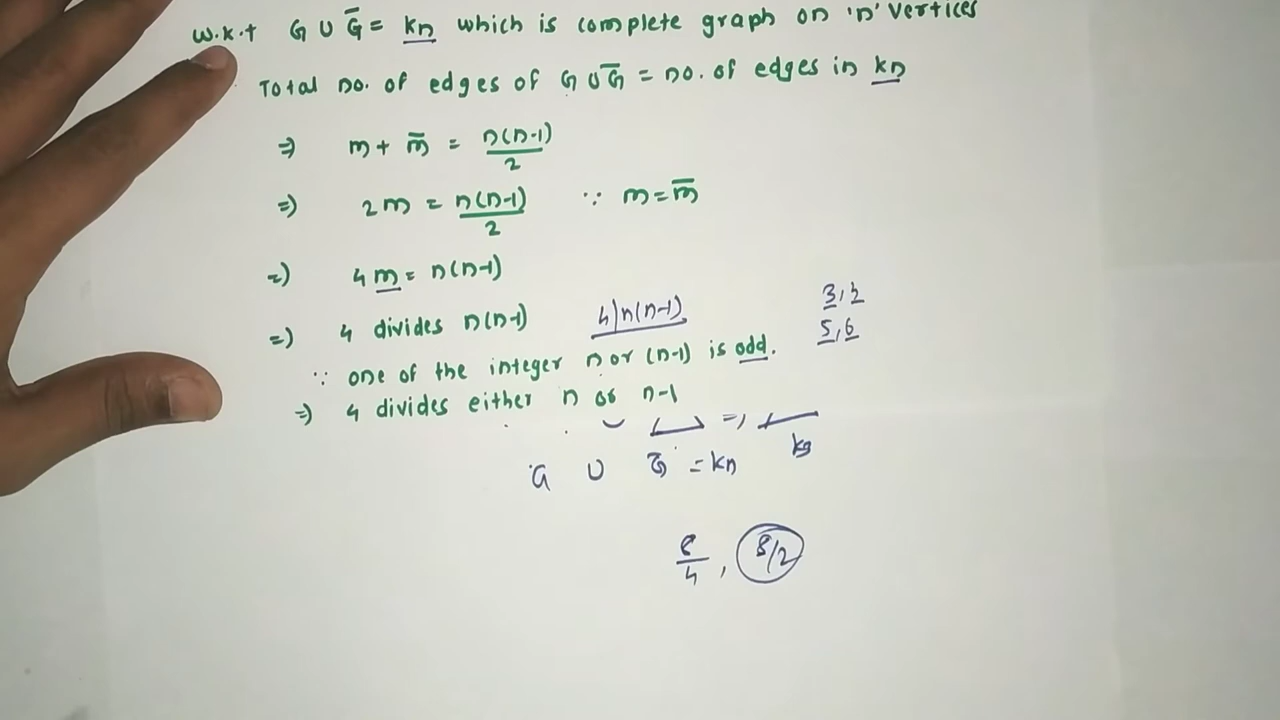 w.k.t G ∪ G̅ = kn which is complete graph on 'n' vertices
Total no. of edges of G ∪ G̅ = no. of edges in kn
⇒ m + m̅ = n(n-1)/2
⇒ 2m = n(n-1)/2 ∵ m = m̅
⇒ 4m = n(n-1)
⇒ 4 divides n(n-1) 4|n(n-1)
3,2
5,6
∵ one of the integer n or (n-1) is odd.
⇒ 4 divides either n or n-1
⇒
G ∪ G̅ = kn
8/4, 8/2